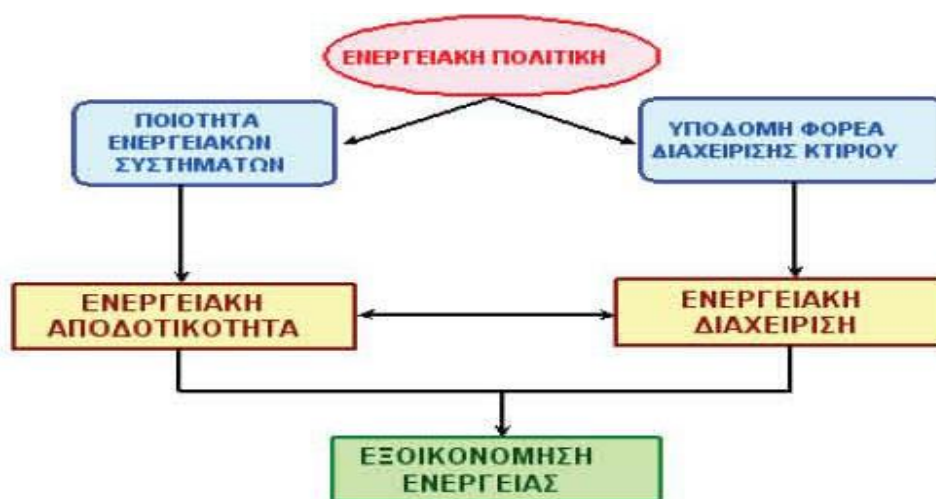 ΕΝΕΡΓΕΙΑΚΗ ΠΟΛΙΤΙΚΗ
ΠΟΙΟΤΗΤΑ
ΕΝΕΡΓΕΙΑΚΩΝ
ΣΥΣΤΗΜΑΤΩΝ
ΥΠΟΔΟΜΗ ΦΟΡΕΑ
ΔΙΑΧΕΙΡΙΣΗΣ ΚΤΙΡΙΟΥ
ΕΝΕΡΓΕΙΑΚΗ
ΑΠΟΔΟΤΙΚΟΤΗΤΑ
ΕΝΕΡΓΕΙΑΚΗ
ΔΙΑΧΕΙΡΙΣΗ
ΕΞΟΙΚΟΝΟΜΗΣΗ
ΕΝΕΡΓΕΙΑΣ